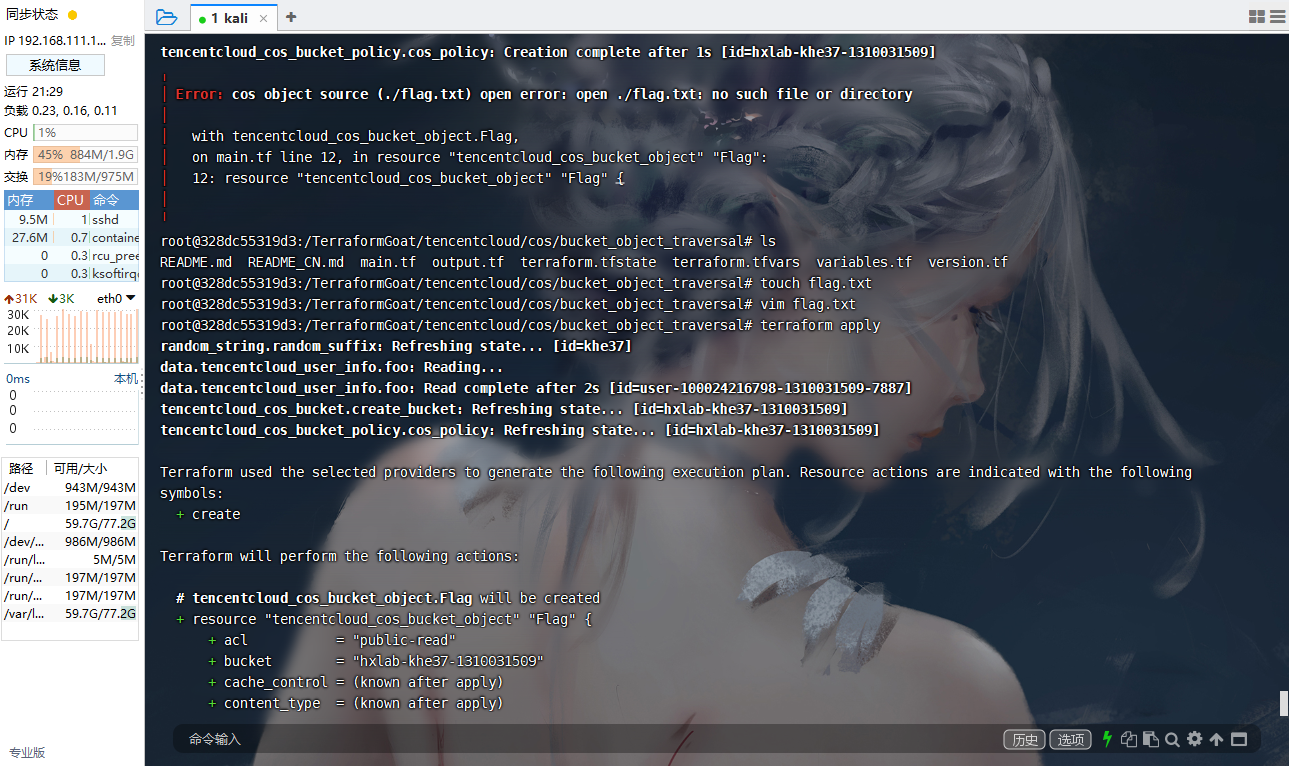 同步状态
IP 192.168.111.1... 复制
系统信息
运行 21:29
负载 0.23, 0.16, 0.11
CPU 1%
内存 45% 884M/1.9G
交换 19% 183M/975M
内存 CPU 命令
9.5M 1 sshd
27.6M 0.7 containe
0 0.3 rcu_pree
0 0.3 ksoftirqc
31K 3K eth0
30K
20K
10K
0ms 本机
0
0
0
路径 可用/大小
/dev 943M/943M
/run 195M/197M
/ 59.7G/77.2G
/dev/... 986M/986M
/run/l... 5M/5M
/run/... 197M/197M
/run/... 197M/197M
/var/l... 59.7G/77.2G
专业版
1 kali
tencentcloud_cos_bucket_policy.cos_policy: Creation complete after 1s [id=hxlab-khe37-1310031509]
Error: cos object source (./flag.txt) open error: open ./flag.txt: no such file or directory
with tencentcloud_cos_bucket_object.Flag,
on main.tf line 12, in resource "tencentcloud_cos_bucket_object" "Flag":
12: resource "tencentcloud_cos_bucket_object" "Flag" {
root@328dc55319d3:/TerraformGoat/tencentcloud/cos/bucket_object_traversal# ls
README.md README_CN.md main.tf output.tf terraform.tfstate terraform.tfvars variables.tf version.tf
root@328dc55319d3:/TerraformGoat/tencentcloud/cos/bucket_object_traversal# touch flag.txt
root@328dc55319d3:/TerraformGoat/tencentcloud/cos/bucket_object_traversal# vim flag.txt
root@328dc55319d3:/TerraformGoat/tencentcloud/cos/bucket_object_traversal# terraform apply
random_string.random_suffix: Refreshing state... [id=khe37]
data.tencentcloud_user_info.foo: Reading...
data.tencentcloud_user_info.foo: Read complete after 2s [id=user-100024216798-1310031509-7887]
tencentcloud_cos_bucket.create_bucket: Refreshing state... [id=hxlab-khe37-1310031509]
tencentcloud_cos_bucket_policy.cos_policy: Refreshing state... [id=hxlab-khe37-1310031509]
Terraform used the selected providers to generate the following execution plan. Resource actions are indicated with the following
symbols:
+ create
Terraform will perform the following actions:
# tencentcloud_cos_bucket_object.Flag will be created
+ resource "tencentcloud_cos_bucket_object" "Flag" {
+ acl = "public-read"
+ bucket = "hxlab-khe37-1310031509"
+ cache_control = (known after apply)
+ content_type = (known after apply)
命令输入
历史 选项